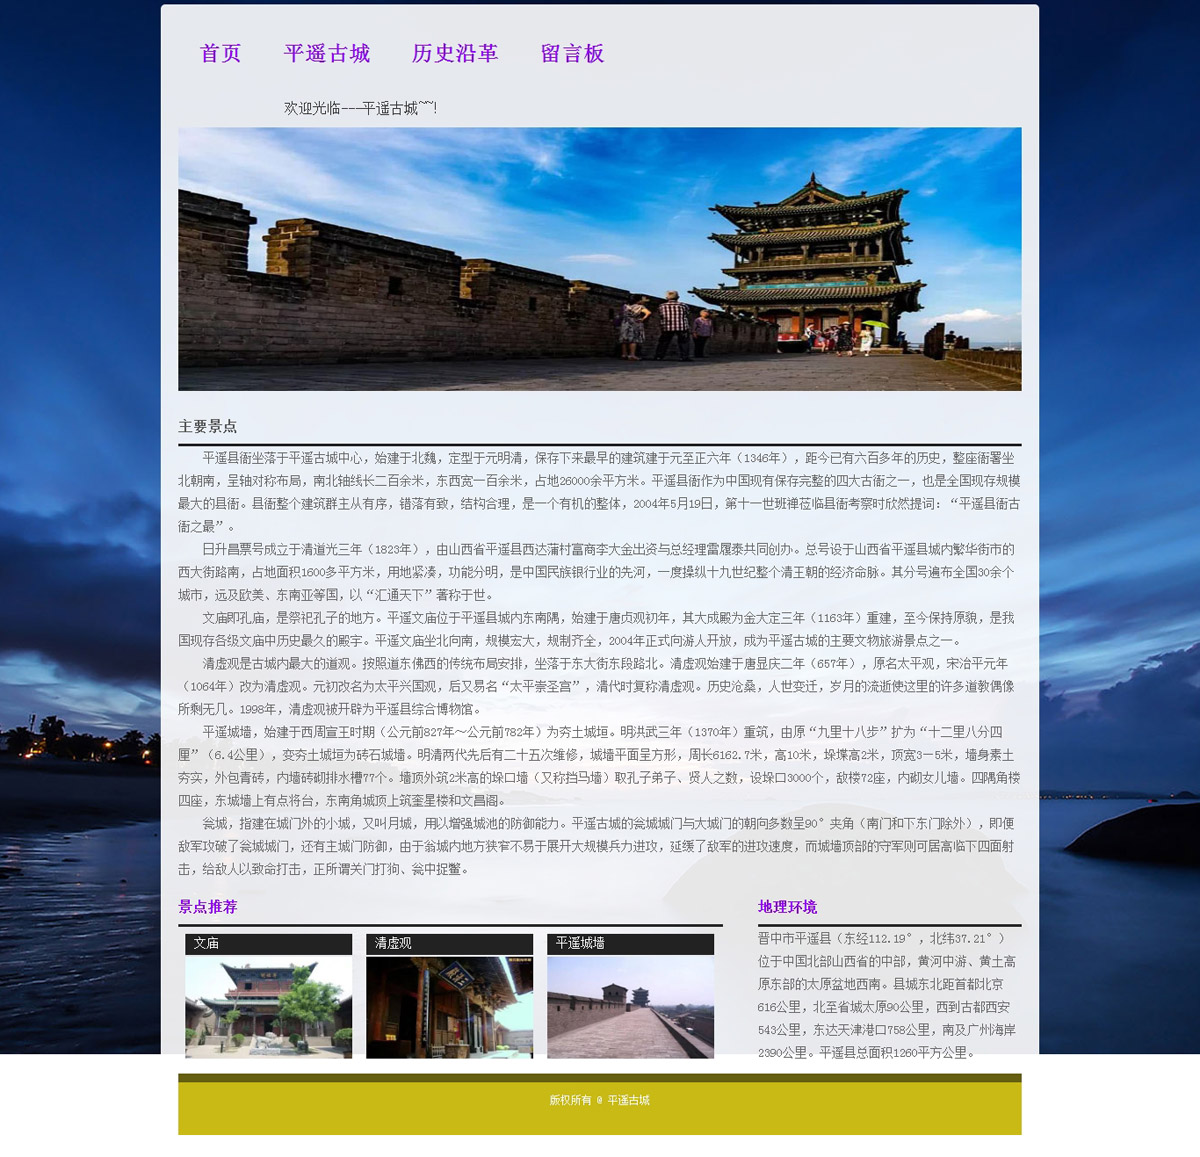 首页 平遥古城 历史沿革 留言板
欢迎光临---平遥古城~~!
主要景点
平遥县衙坐落于平遥古城中心，始建于北魏，定型于元明清，保存下来最早的建筑建于元至正六年（1346年），距今已有六百多年的历史，整座衙署坐
北朝南，呈轴对称布局，南北轴线长二百余米，东西宽一百余米，占地26000余平方米。平遥县衙作为中国现有保存完整的四大古衙之一，也是全国现存规模
最大的县衙。县衙整个建筑群主从有序，错落有致，结构合理，是一个有机的整体，2004年5月19日，第十一世班禅莅临县衙考察时欣然提词：“平遥县衙古
衙之最”。
日升昌票号成立于清道光三年（1823年），由山西省平遥县西达蒲村富商李大金出资与总经理雷履泰共同创办。总号设于山西省平遥县城内繁华街市的
西大街路南，占地面积1600多平方米，用地紧凑，功能分明，是中国民族银行业的先河，一度操纵十九世纪整个清王朝的经济命脉。其分号遍布全国30余个
城市，远及欧美、东南亚等国，以“汇通天下”著称于世。
文庙即孔庙，是祭祀孔子的地方。平遥文庙位于平遥县城内东南隅，始建于唐贞观初年，其大成殿为金大定三年（1163年）重建，至今保持原貌，是我
国现存各级文庙中历史最久的殿宇。平遥文庙坐北向南，规模宏大，规制齐全，2004年正式向游人开放，成为平遥古城的主要文物旅游景点之一。
清虚观是古城内最大的道观。按照道东佛西的传统布局安排，坐落于东大街东段路北。清虚观始建于唐显庆二年（657年），原名太平观，宋治平元年
（1064年）改为清虚观。元初改名为太平兴国观，后又易名“太平崇圣宫”，清代时复称清虚观。历史沧桑，人世变迁，岁月的流逝使这里的许多道教偶像
所剩无几。1998年，清虚观被开辟为平遥县综合博物馆。
平遥城墙，始建于西周宣王时期（公元前827年～公元前782年）为夯土城垣。明洪武三年（1370年）重筑，由原“九里十八步”扩为“十二里八分四
厘”（6.4公里），变夯土城垣为砖石城墙。明清两代先后有二十五次维修，城墙平面呈方形，周长6162.7米，高10米，垛堞高2米，顶宽3—5米，墙身素土
夯实，外包青砖，内墙砖砌排水槽77个。墙顶外筑2米高的垛口墙（又称挡马墙）取孔子弟子、贤人之数，设垛口3000个，敌楼72座，内砌女儿墙。四隅角楼
四座，东城墙上有点将台，东南角城顶上筑奎星楼和文昌阁。
瓮城，指建在城门外的小城，又叫月城，用以增强城池的防御能力。平遥古城的瓮城城门与大城门的朝向多数呈90°夹角（南门和下东门除外），即便
敌军攻破了瓮城城门，还有主城门防御，由于翁城内地方狭窄不易于展开大规模兵力进攻，延缓了敌军的进攻速度，而城墙顶部的守军则可居高临下四面射
击，给敌人以致命打击，正所谓关门打狗、瓮中捉鳖。
景点推荐
文庙 清虚观 平遥城墙
地理环境
晋中市平遥县（东经112.19°，北纬37.21°）
位于中国北部山西省的中部，黄河中游、黄土高
原东部的太原盆地西南。县城东北距首都北京
616公里，北至省城太原90公里，西到古都西安
543公里，东达天津港口758公里，南及广州海岸
2390公里。平遥县总面积1260平方公里。
版权所有 @ 平遥古城